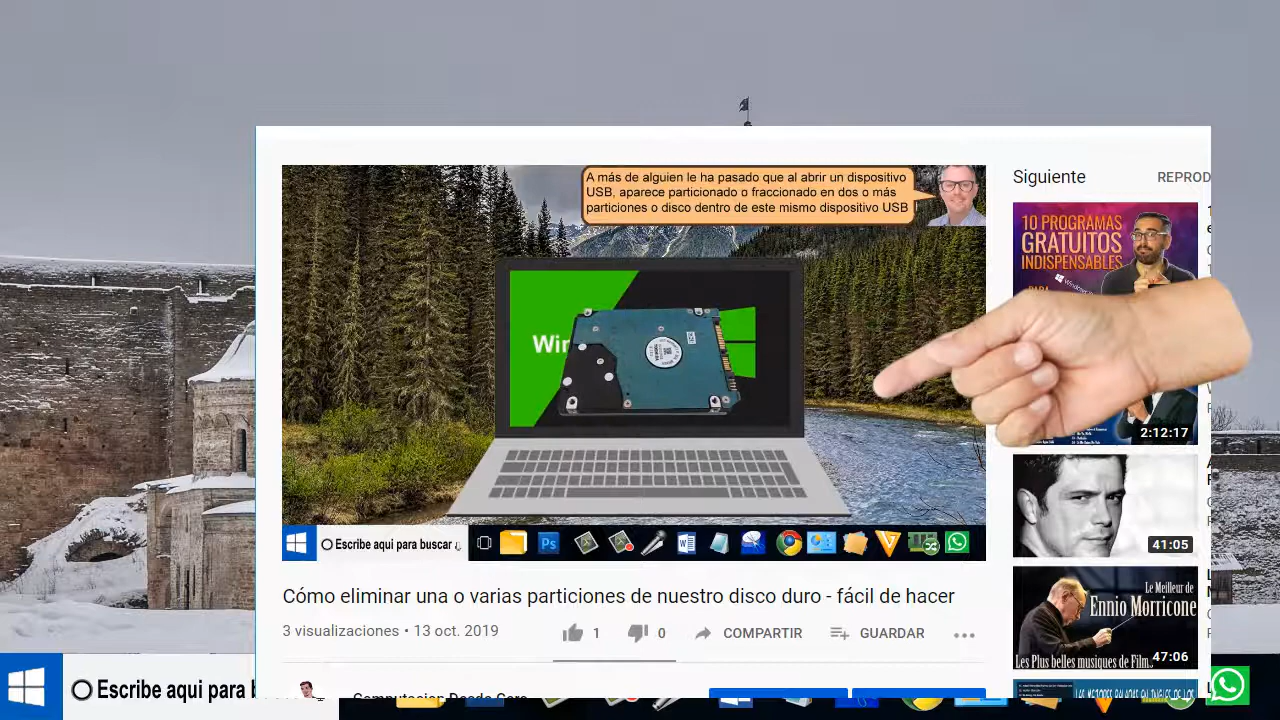 A más de alguien le ha pasado que al abrir un dispositivo
USB, aparece particionado o fraccionado en dos o más
particiones o disco dentro de este mismo dispositivo USB
Escribe aquí para buscar
Cómo eliminar una o varias particiones de nuestro disco duro - fácil de hacer
3 visualizaciones • 13 oct. 2019
1
0
COMPARTIR
GUARDAR
Siguiente
REPROD
10 PROGRAMAS
GRATUITOS
INDISPENSABLES
2:12:17
41:05
Le Meilleur de
Ennio Morricone
Les Plus belles musiques de Film..
47:06
Escribe aquí para b